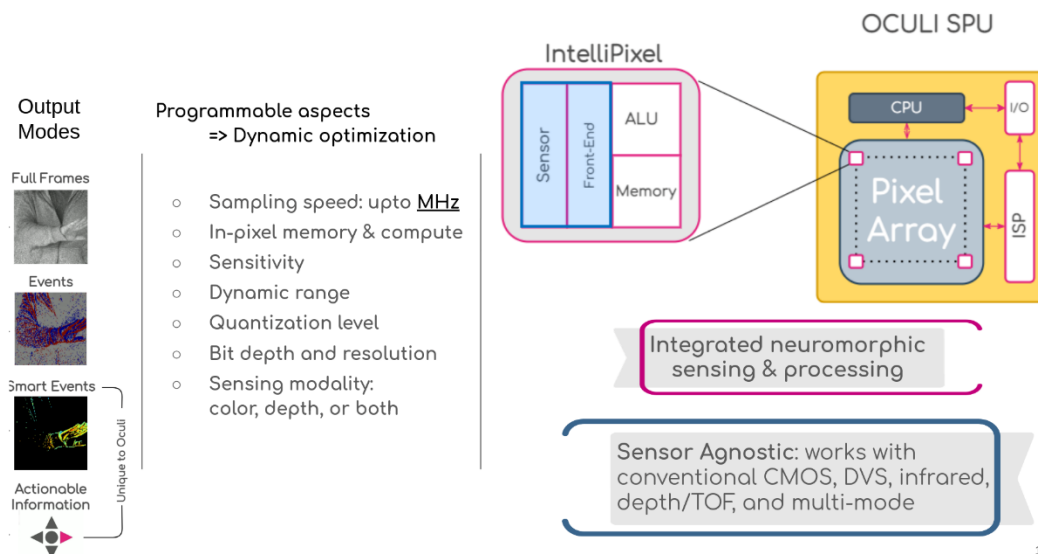 OCULI SPU
IntelliPixel
Sensor
Front-End
ALU
Memory
CPU
I/O
Pixel
Array
ISP
Output
Modes
Full Frames
Events
Smart Events
Actionable
Information
Unique to Oculi
Programmable aspects
=> Dynamic optimization
○ Sampling speed: upto MHz
○ In-pixel memory & compute
○ Sensitivity
○ Dynamic range
○ Quantization level
○ Bit depth and resolution
○ Sensing modality:
color, depth, or both
Integrated neuromorphic
sensing & processing
Sensor Agnostic: works with
conventional CMOS, DVS, infrared,
depth/TOF, and multi-mode